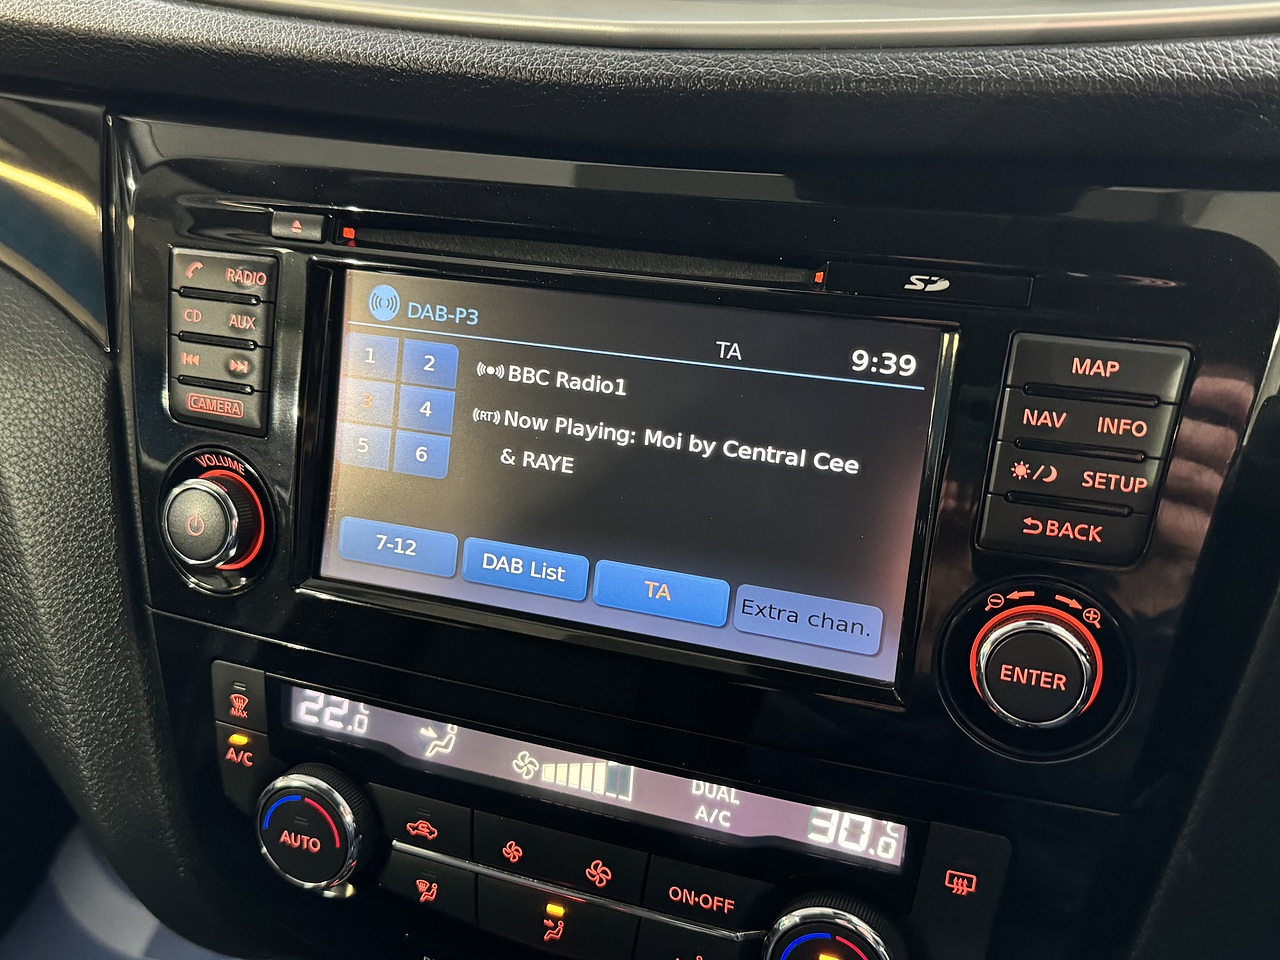 RADIO
CD AUX
CAMERA
VOLUME
SD
DAB-P3
TA 9:39
1 2
3 4
5 6
BBC Radio1
(RT) Now Playing: Moi by Central Cee
& RAYE
7-12 DAB List TA Extra chan.
MAP
NAV INFO
SETUP
BACK
ENTER
MAX
A/C
22.0°C
DUAL
A/C
30.0°C
AUTO
ON·OFF